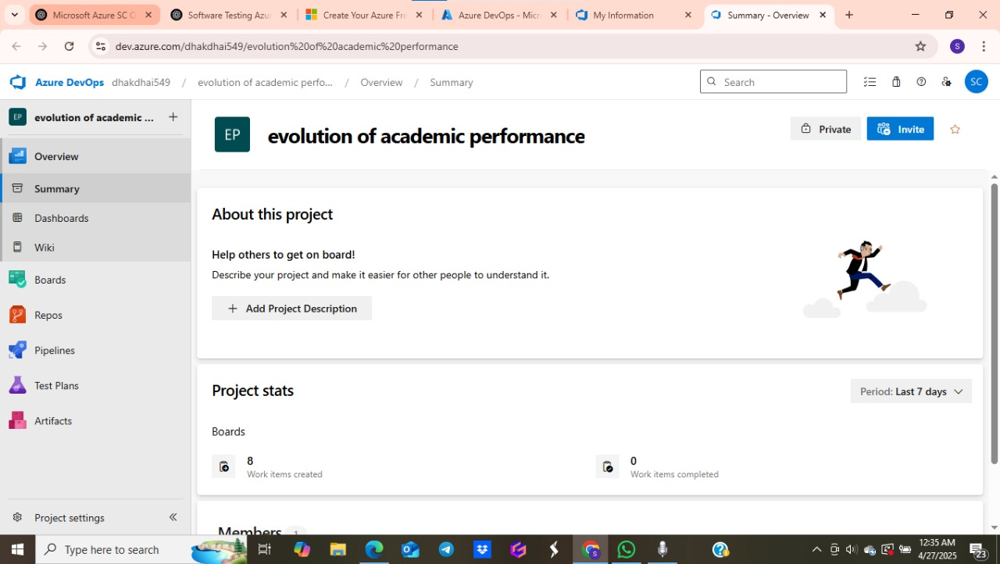 Microsoft Azure SC O
Software Testing Azu
Create Your Azure Fre
Azure DevOps - Micr
My Information
Summary - Overview
dev.azure.com/dhakdhai549/evolution%20of%20academic%20performance
S
Azure DevOps dhakdhai549 / evolution of academic perfo... / Overview / Summary
Search
SC
EP evolution of academic ...
Overview
Summary
Dashboards
Wiki
Boards
Repos
Pipelines
Test Plans
Artifacts
Project settings
EP evolution of academic performance
Private
Invite
About this project
Help others to get on board!
Describe your project and make it easier for other people to understand it.
Add Project Description
Project stats
Period: Last 7 days
Boards
8
Work items created
0
Work items completed
Members 1
Type here to search
12:35 AM
4/27/2025
23